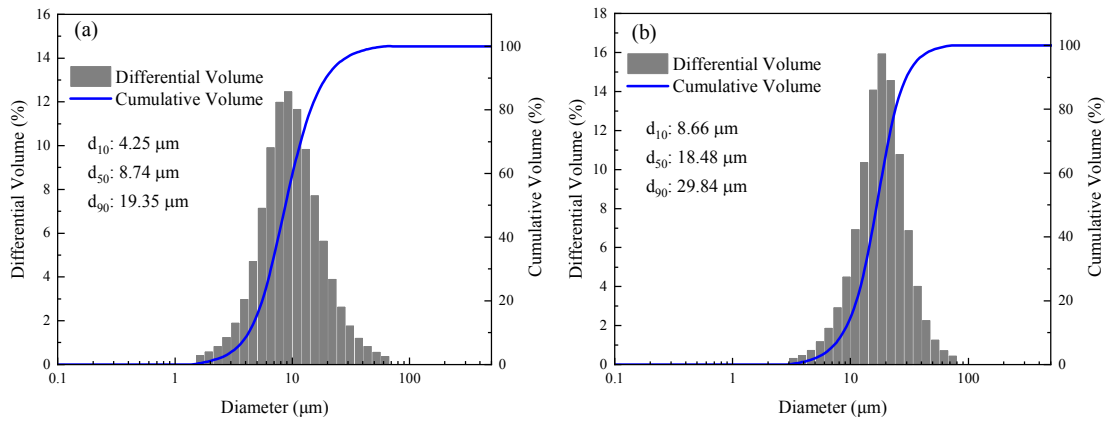 (a)
Differential Volume
Cumulative Volume
d10: 4.25 μm
d50: 8.74 μm
d90: 19.35 μm
16
14
12
10
8
6
4
2
0
Differential Volume (%)
100
80
60
40
20
0
Cumulative Volume (%)
0.1 1 10 100
Diameter (μm)
(b)
Differential Volume
Cumulative Volume
d10: 8.66 μm
d50: 18.48 μm
d90: 29.84 μm
18
16
14
12
10
8
6
4
2
0
Differential Volume (%)
100
80
60
40
20
0
Cumulative Volume (%)
0.1 1 10 100
Diameter (μm)